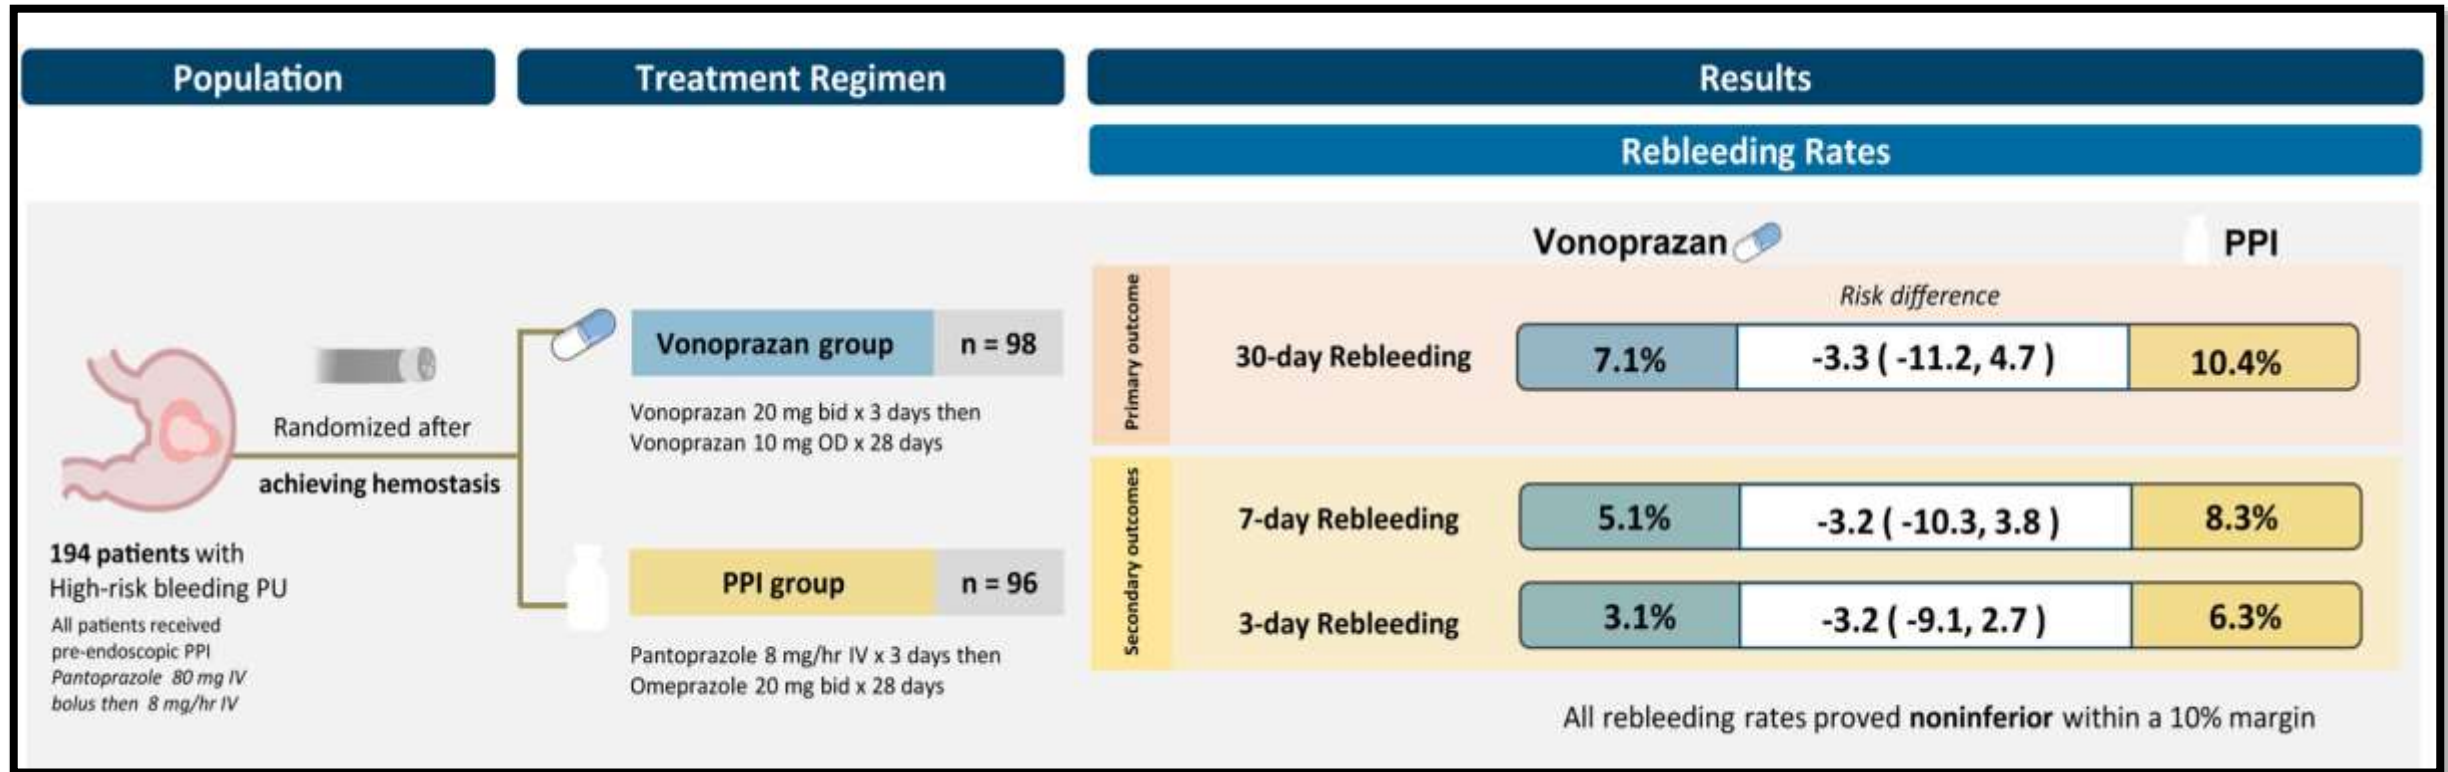 Population
Treatment Regimen
Results
Rebleeding Rates
Randomized after
achieving hemostasis
194 patients with
High-risk bleeding PU
All patients received
pre-endoscopic PPI
Pantoprazole 80 mg IV
bolus then 8 mg/hr IV
Vonoprazan group n = 98
Vonoprazan 20 mg bid x 3 days then
Vonoprazan 10 mg OD x 28 days
PPI group n = 96
Pantoprazole 8 mg/hr IV x 3 days then
Omeprazole 20 mg bid x 28 days
Vonoprazan PPI
Primary outcome
Risk difference
30-day Rebleeding 7.1% -3.3 ( -11.2, 4.7 ) 10.4%
Secondary outcomes
7-day Rebleeding 5.1% -3.2 ( -10.3, 3.8 ) 8.3%
3-day Rebleeding 3.1% -3.2 ( -9.1, 2.7 ) 6.3%
All rebleeding rates proved noninferior within a 10% margin